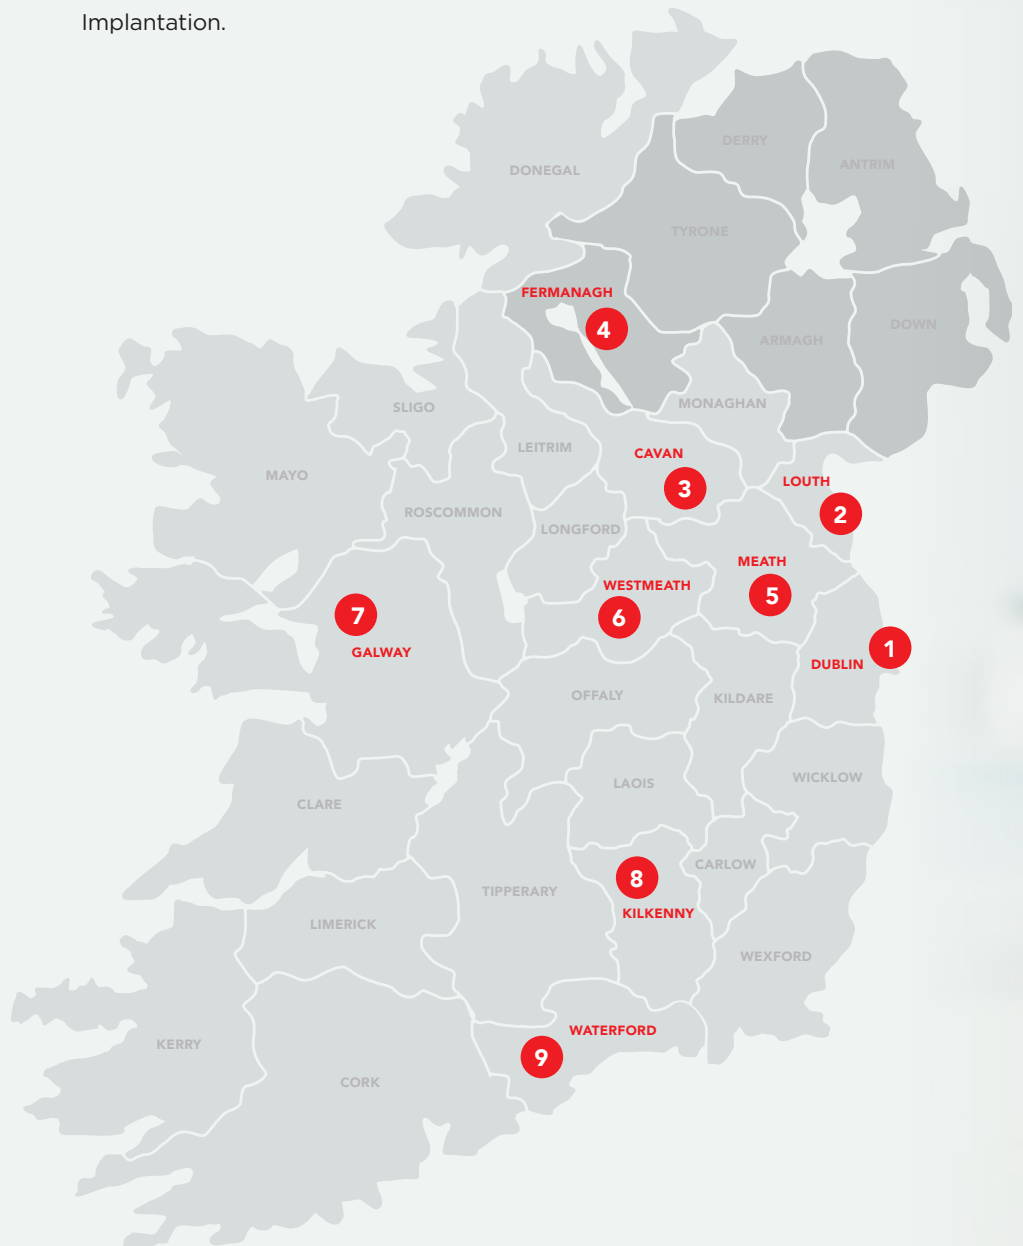 Implantation.
DERRY
ANTRIM
DONEGAL
TYRONE
FERMANAGH
4
DOWN
ARMAGH
MONAGHAN
SLIGO
LEITRIM
CAVAN
3
MAYO
LOUTH
2
ROSCOMMON
LONGFORD
MEATH
5
WESTMEATH
6
7
GALWAY
1
DUBLIN
OFFALY
KILDARE
LAOIS
WICKLOW
CLARE
CARLOW
8
KILKENNY
TIPPERARY
LIMERICK
WEXFORD
WATERFORD
9
KERRY
CORK